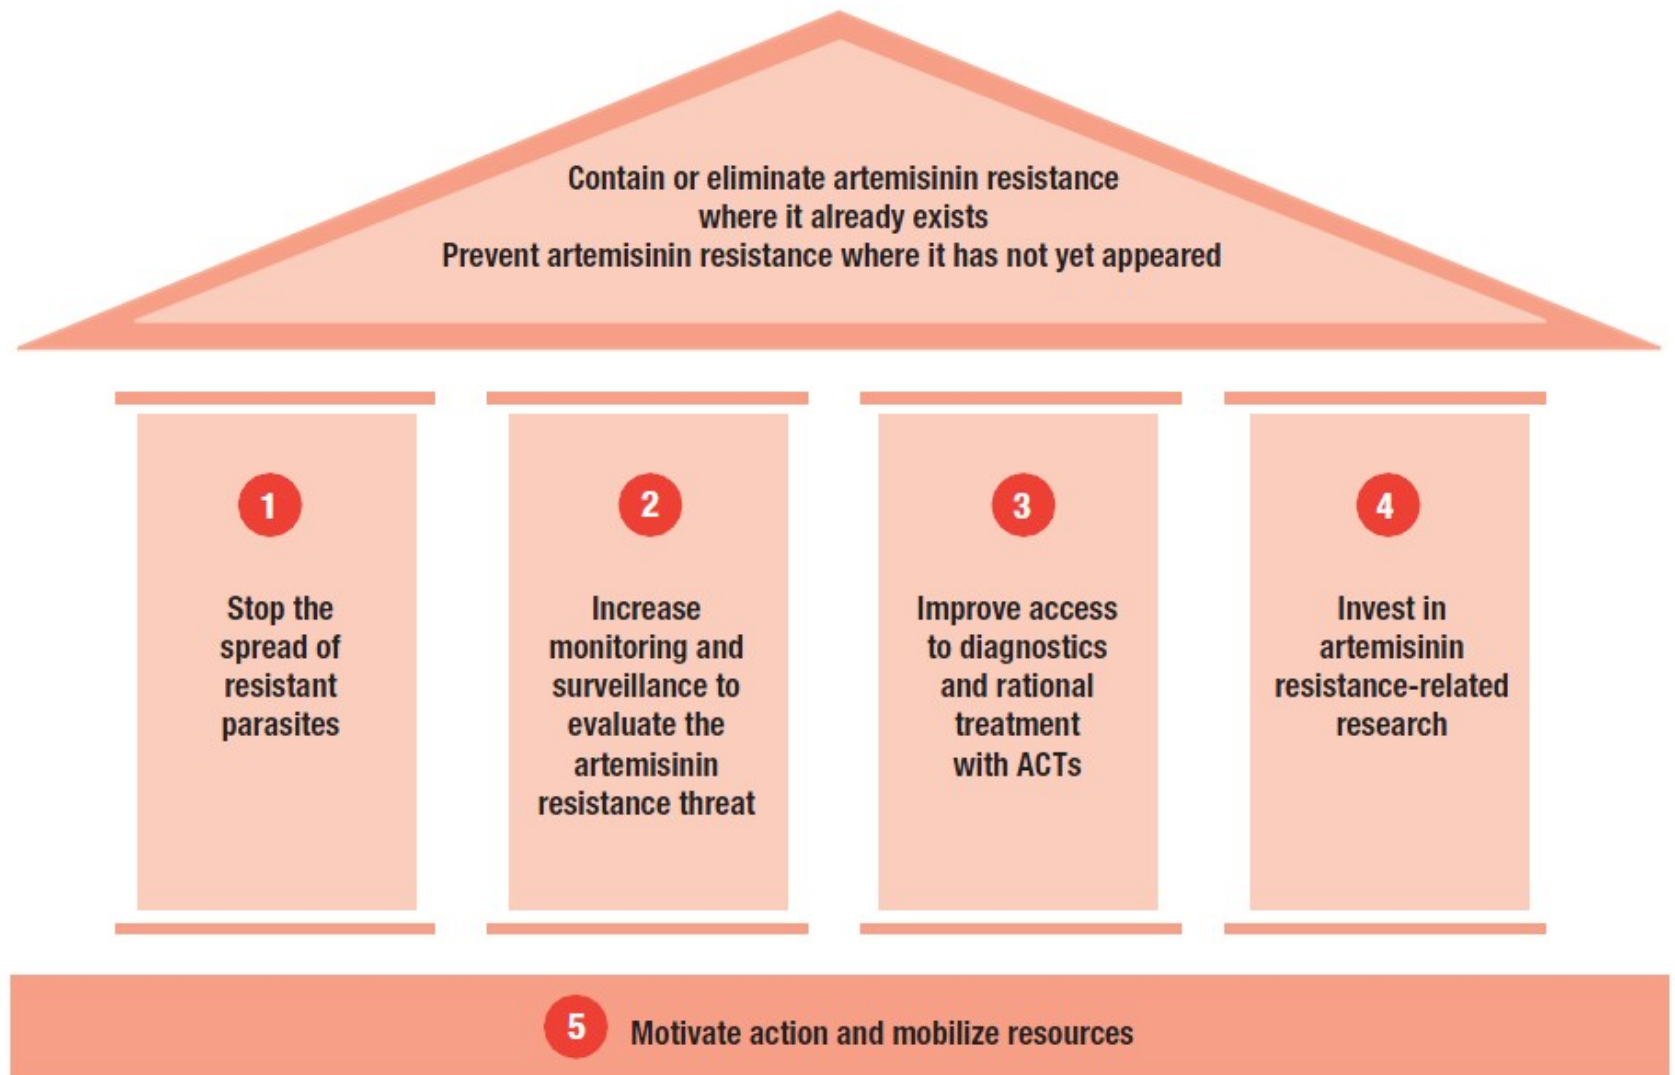 Contain or eliminate artemisinin resistance
where it already exists
Prevent artemisinin resistance where it has not yet appeared
1
Stop the
spread of
resistant
parasites
2
Increase
monitoring and
surveillance to
evaluate the
artemisinin
resistance threat
3
Improve access
to diagnostics
and rational
treatment
with ACTs
4
Invest in
artemisinin
resistance-related
research
5 Motivate action and mobilize resources